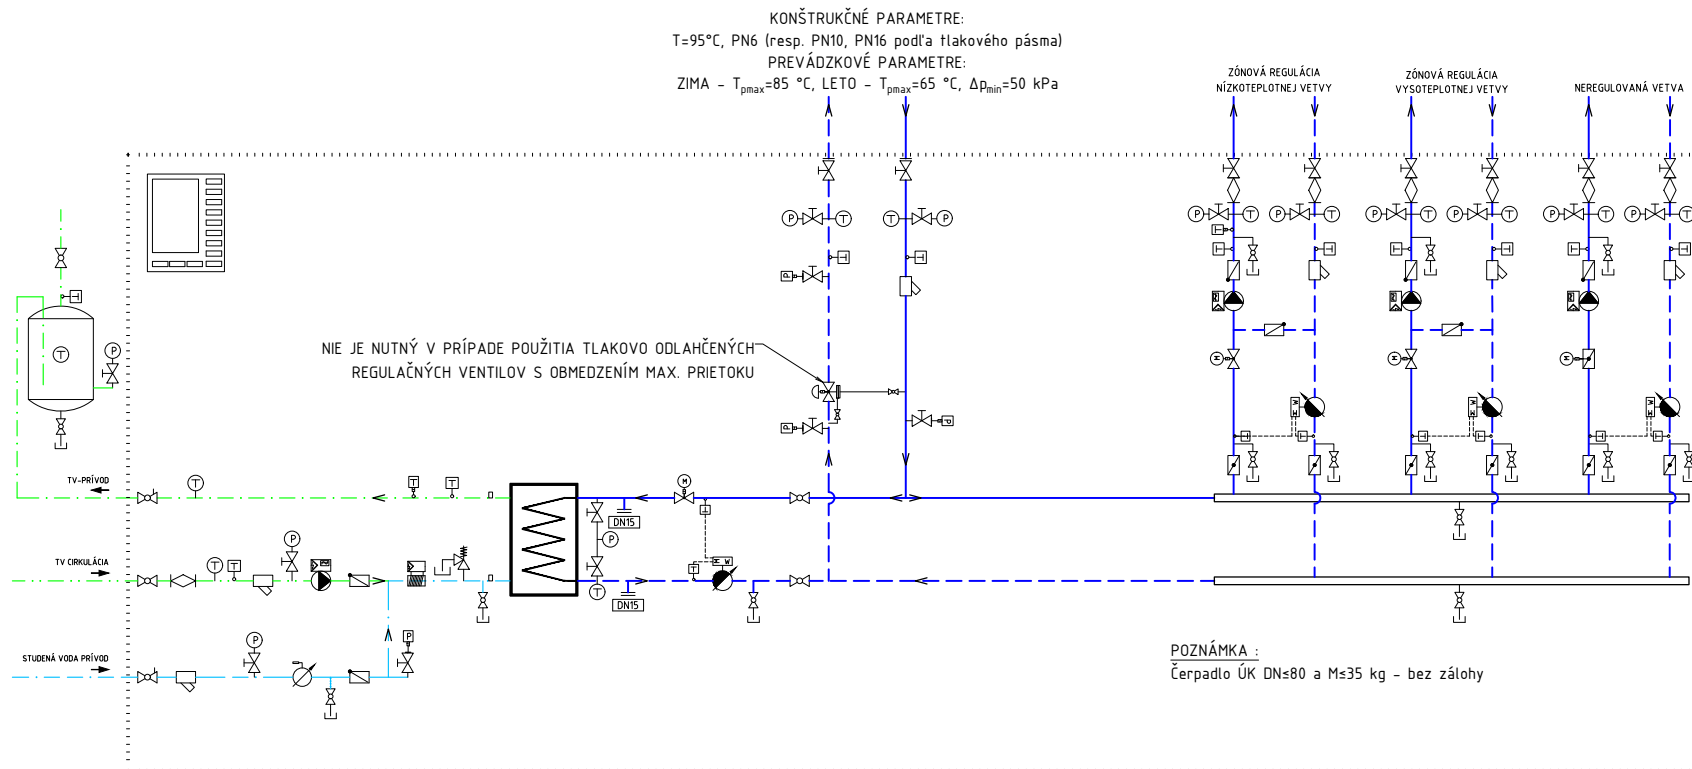 KONŠTRUKČNÉ PARAMETRE:
T=95°C, PN6 (resp. PN10, PN16 podľa tlakového pásma)
PREVÁDZKOVÉ PARAMETRE:
ZIMA - Tpmax=85 °C, LETO - Tpmax=65 °C, Δpmin=50 kPa
ZÓNOVÁ REGULÁCIA
NÍZKOTEPLOTNEJ VETVY
ZÓNOVÁ REGULÁCIA
VYSOTEPLOTNEJ VETVY
NEREGULOVANÁ VETVA
P T T P
P T P T P T P T P T P T
T
T T T T T T
T T
P
T
T P
M M M
NIE JE NUTNÝ V PRÍPADE POUŽITIA TLAKOVO ODLAHČENÝCH
REGULAČNÝCH VENTILOV S OBMEDZENÍM MAX. PRIETOKU
M W M W M W
P P
T T T T T T
TV-PRÍVOD
T T T M
DN15
T
P
TV CIRKULÁCIA
P
T T
M W
T
T
DN15
STUDENÁ VODA PRÍVOD
P P
POZNÁMKA :
Čerpadlo ÚK DN≤80 a M≤35 kg - bez zálohy